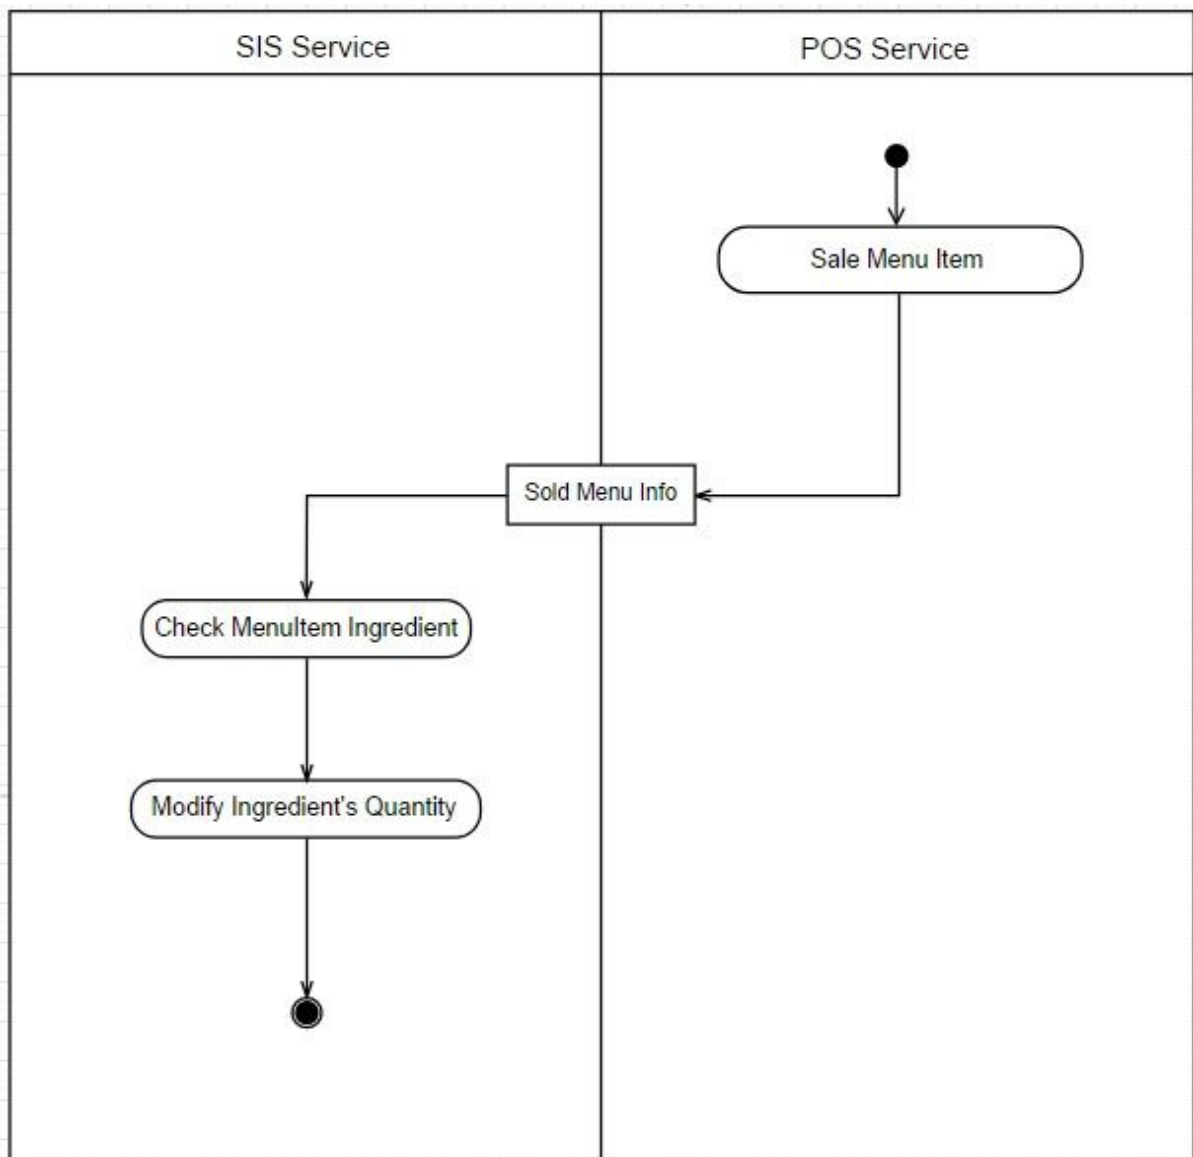 SIS Service
POS Service
Sale Menu Item
Sold Menu Info
Check MenuItem Ingredient
Modify Ingredient's Quantity